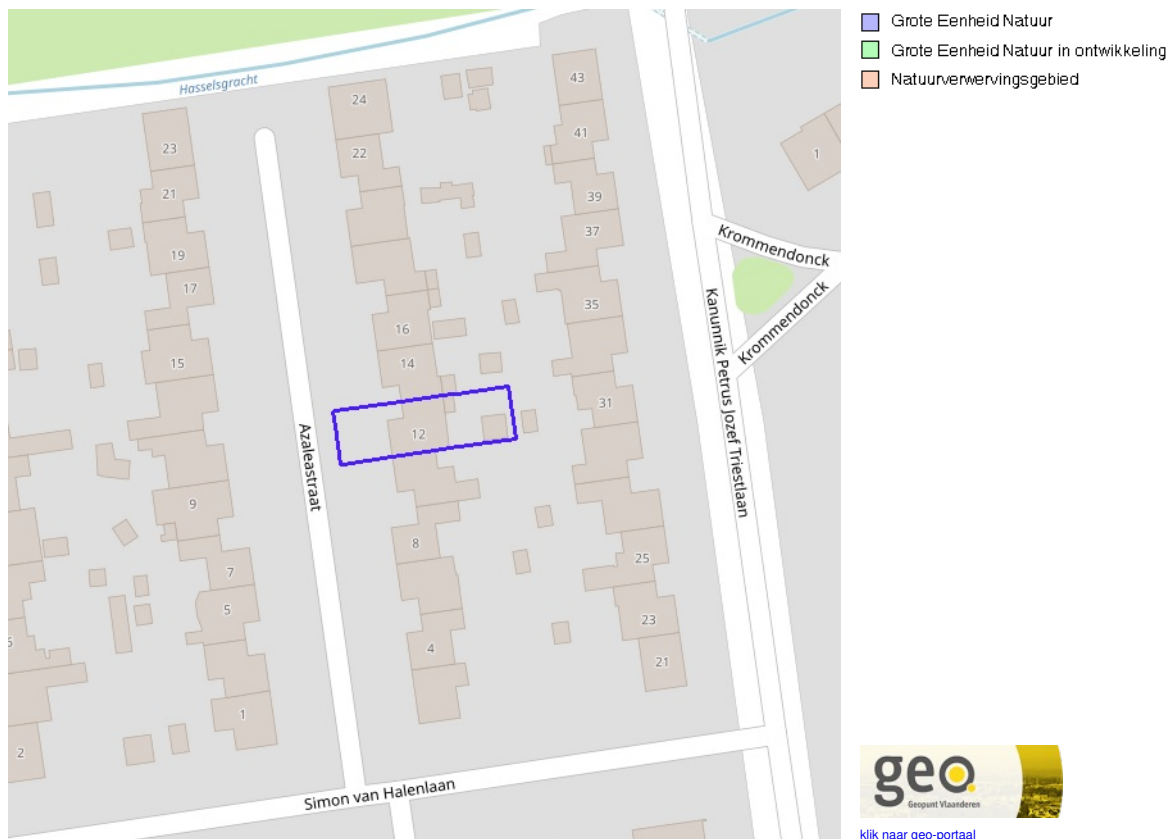 Grote Eenheid Natuur
Grote Eenheid Natuur in ontwikkeling
Natuurverwervingsgebied
Hasselsgracht
24
43
23
22
41
1
21
39
19
37
Krommendonck
17
35
Krommendonck
16
15
14
31
12
Kanunnik Petrus Jozef Triestlaan
Azaleastraat
9
8
25
7
5
23
4
21
1
2
Simon van Halenlaan
geo.
Geopunt Vlaanderen
klik naar geo-portaal